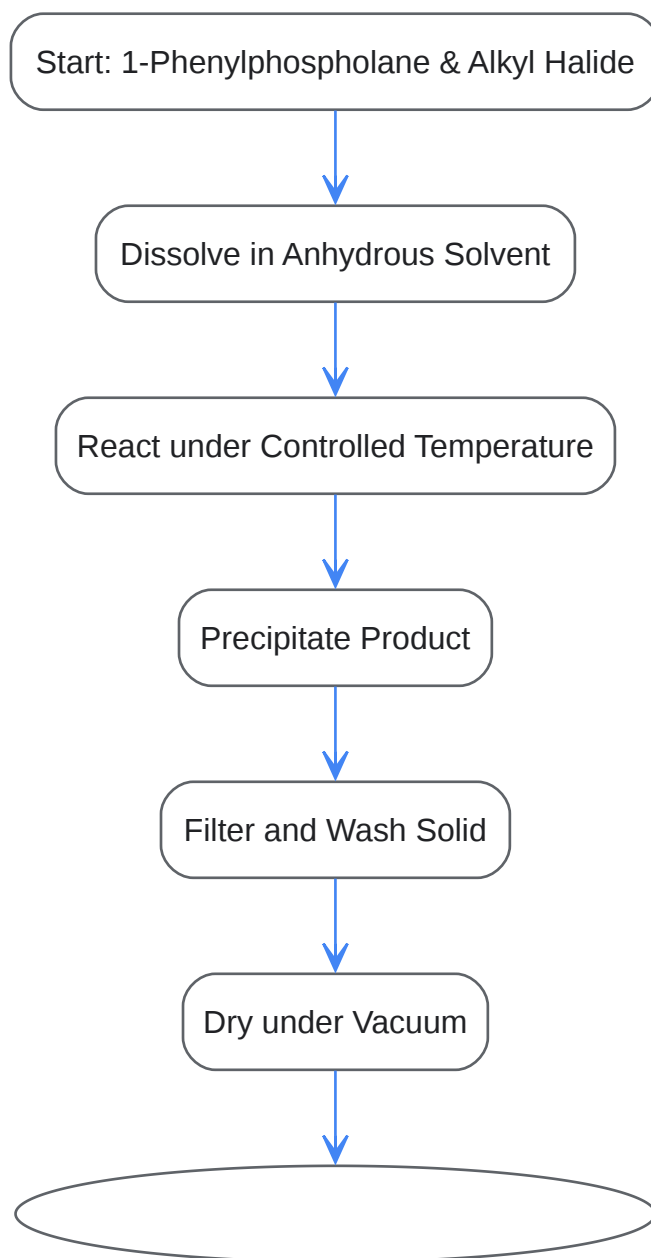 Start: 1-Phenylphospholane & Alkyl Halide
Dissolve in Anhydrous Solvent
React under Controlled Temperature
Precipitate Product
Filter and Wash Solid
Dry under Vacuum